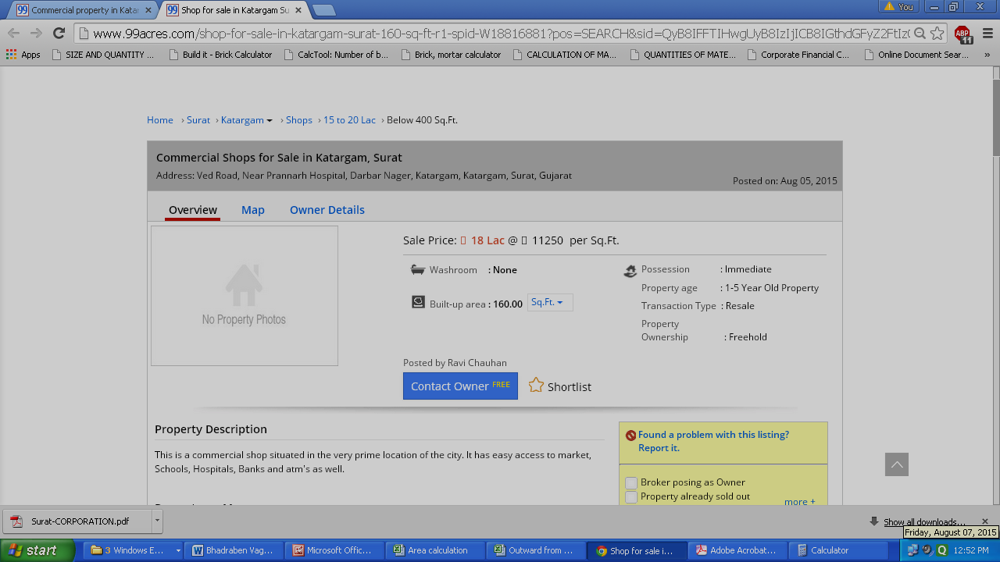 Commercial property in Katar
Shop for sale in Katargam Su
You
www.99acres.com/shop-for-sale-in-katargam-surat-160-sqft-r1-spid-W18816881?pos=SEARCH&sid=QyB8IFFTIHwgUyB8IzIjICB8IGthdGFyZ2FtIz
ABP
11
Apps
SIZE AND QUANTITY ...
Build it - Brick Calculator
CalcTool: Number of b...
Brick, mortar calculator
CALCULATION OF MA...
QUANTITIES OF MATE...
Corporate Financial C...
Online Document Sear...
»
Home › Surat › Katargam › Shops › 15 to 20 Lac › Below 400 Sq.Ft.
Commercial Shops for Sale in Katargam, Surat
Address: Ved Road, Near Prannarh Hospital, Darbar Nager, Katargam, Katargam, Surat, Gujarat
Posted on: Aug 05, 2015
Overview
Map
Owner Details
No Property Photos
Sale Price: 18 Lac @ 11250 per Sq.Ft.
Washroom : None
Built-up area : 160.00 Sq.Ft.
Possession : Immediate
Property age : 1-5 Year Old Property
Transaction Type : Resale
Property
Ownership : Freehold
Posted by Ravi Chauhan
Contact Owner FREE
Shortlist
Property Description
This is a commercial shop situated in the very prime location of the city. It has easy access to market,
Schools, Hospitals, Banks and atm's as well.
Found a problem with this listing?
Report it.
Broker posing as Owner
Property already sold out
more +
Surat-CORPORATION.pdf
Show all downloads...
Friday, August 07, 2015
start
3 Windows E...
Bhadraben Vag...
Microsoft Offic...
Area calculation
Outward from ...
Shop for sale i...
Adobe Acrobat...
Calculator
12:52 PM